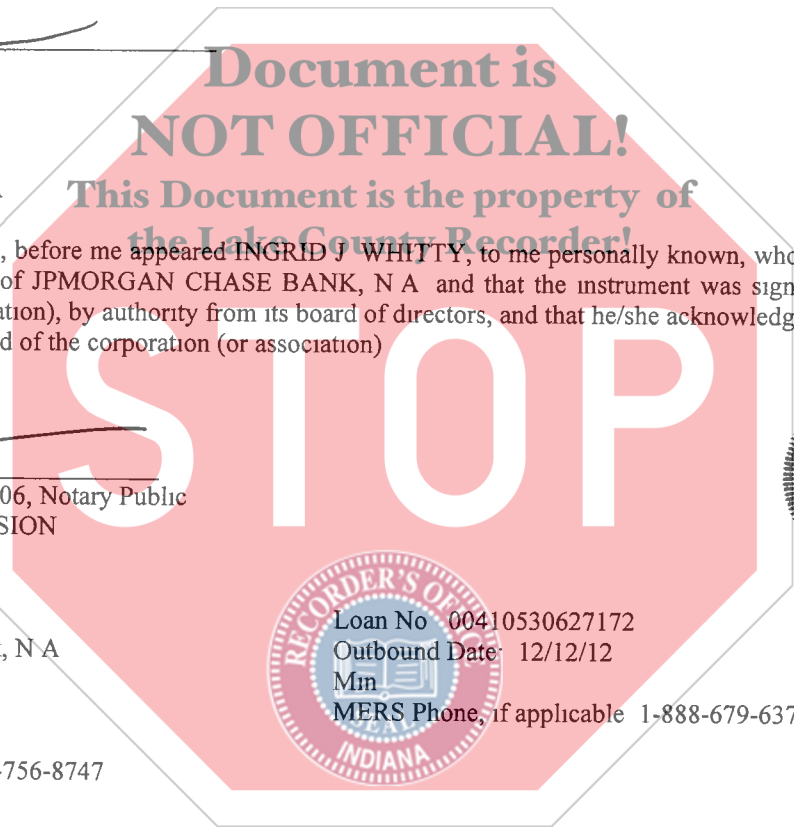 Document is
NOT OFFICIAL!
This Document is the property of
the Lake County Recorder!
, before me appeared INGRID J WHITTY, to me personally known, who
of JPMORGAN CHASE BANK, N A and that the instrument was sign
ation), by authority from its board of directors, and that he/she acknowledg
d of the corporation (or association)
STOP
06, Notary Public
SION
RECORDER'S OFFICE
SEAL
INDIANA
Loan No 00410530627172
, N A
Outbound Date 12/12/12
Min
MERS Phone, if applicable 1-888-679-637
-756-8747